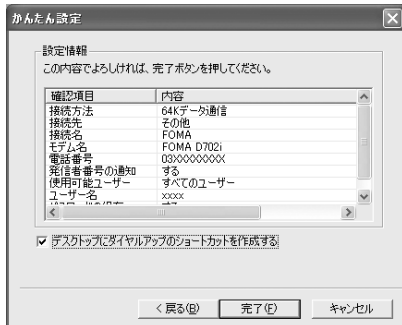 かんたん設定
設定情報
この内容でよろしければ、完了ボタンを押してください。
確認項目 内容
接続方法 64Kデータ通信
接続先 その他
接続名 FOMA
モデム名 FOMA D702i
電話番号 03XXXXXXXX
発信者番号の通知 する
使用可能ユーザー すべてのユーザー
ユーザー名 xxxx
デスクトップにダイヤルアップのショートカットを作成する
< 戻る(B) 完了(F) キャンセル